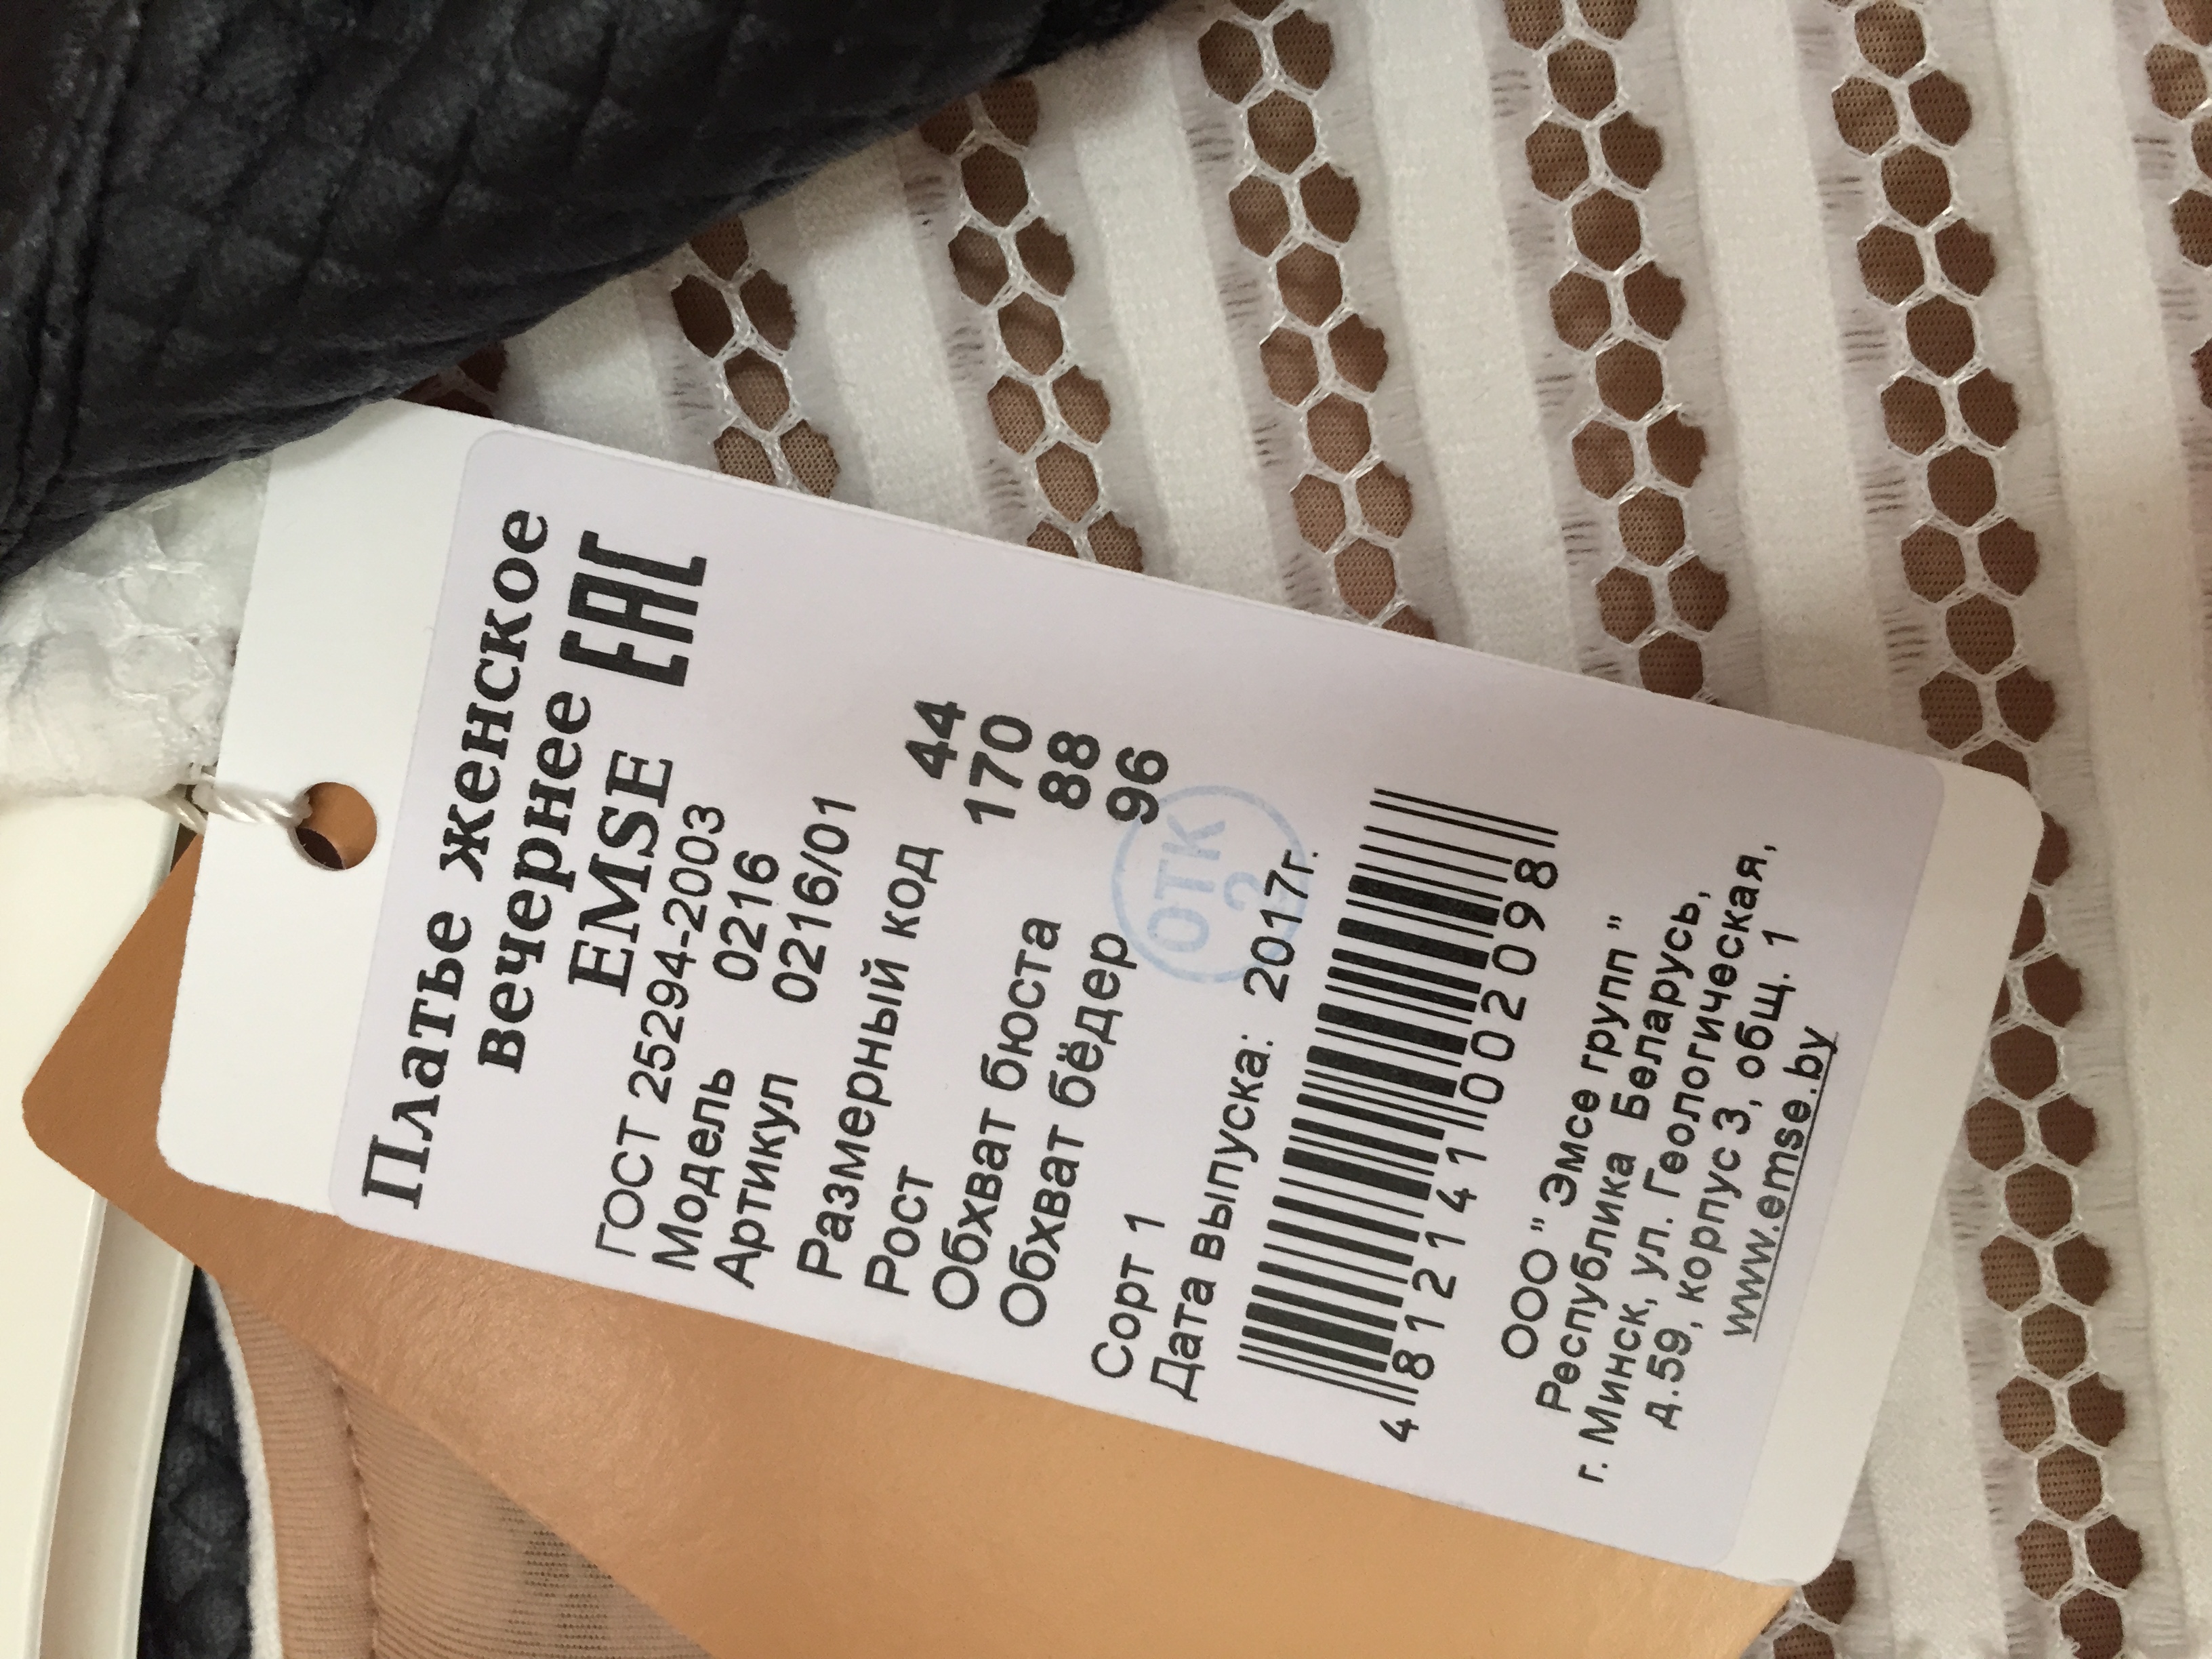 Платье женское
вечернее
EMSE EAC
ГОСТ 25294-2003
Модель 0216
Артикул 0216/01
Размерный код 44
Рост 170
Обхват бюста 88
Обхват бёдер 96
ОТК
2
Сорт 1
Дата выпуска: 2017г.
4 812141 002098
ООО " Эмсе групп "
Республика Беларусь,
г. Минск, ул. Геологическая,
д.59, корпус 3, общ. 1
www.emse.by